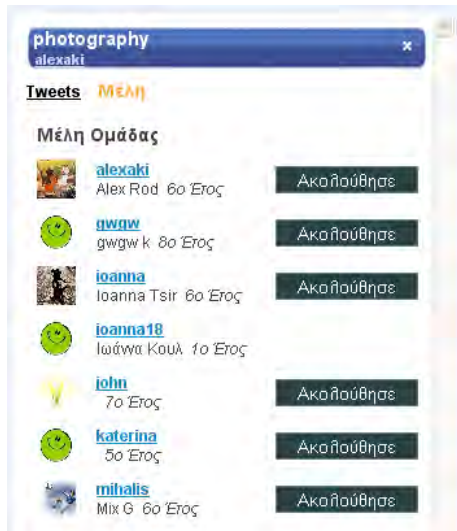 photography
x
alexaki
Tweets Μέλη
Μέλη Ομάδας
alexaki
Alex Rod 6ο Έτος
Ακολούθησε
gwgw
gwgw k 8ο Έτος
Ακολούθησε
ioanna
Ioanna Tsir 6ο Έτος
Ακολούθησε
ioanna18
Ιωάννα Κουλ 1ο Έτος
john
7ο Έτος
Ακολούθησε
katerina
5ο Έτος
Ακολούθησε
mihalis
Mix G 6ο Έτος
Ακολούθησε